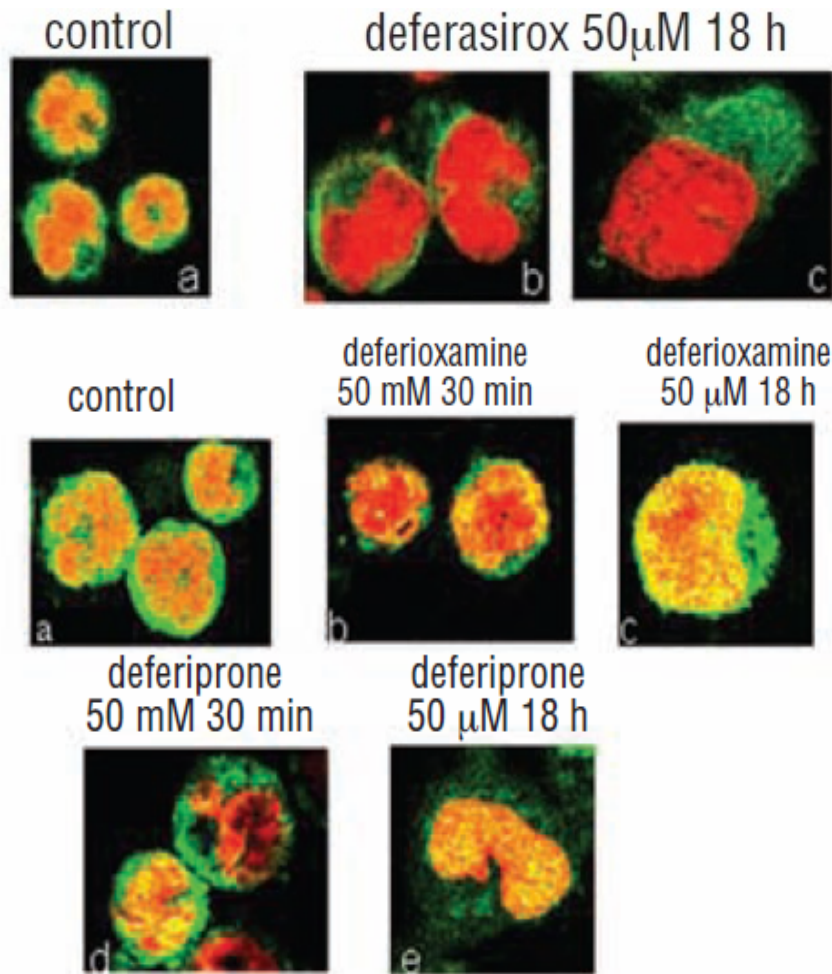 control
deferasirox 50μM 18 h
a
b
c
control
deferioxamine
50 mM 30 min
deferioxamine
50 μM 18 h
a
b
c
deferiprone
50 mM 30 min
deferiprone
50 μM 18 h
d
e